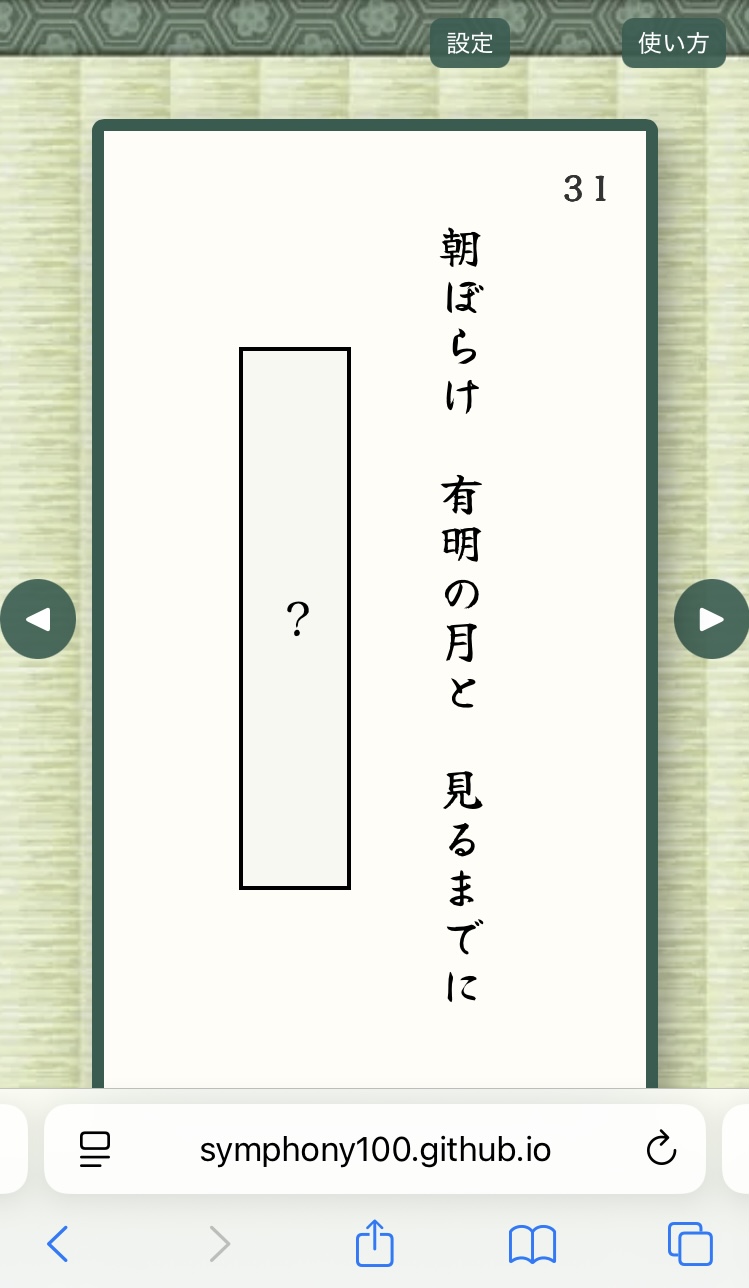 設定
使い方
31
朝ぼらけ 有明の月と 見るまでに
?
symphony100.github.io